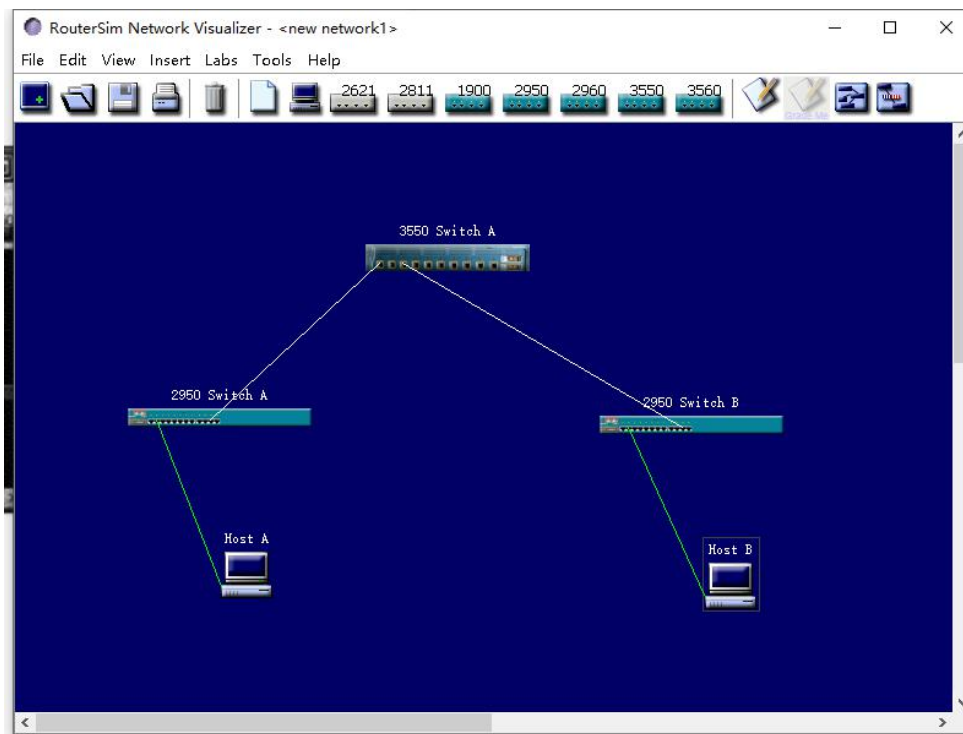 RouterSim Network Visualizer - <new network1>
File Edit View Insert Labs Tools Help
2621 2811 1900 2950 2960 3550 3560
3550 Switch A
2950 Switch A
2950 Switch B
Host A
Host B